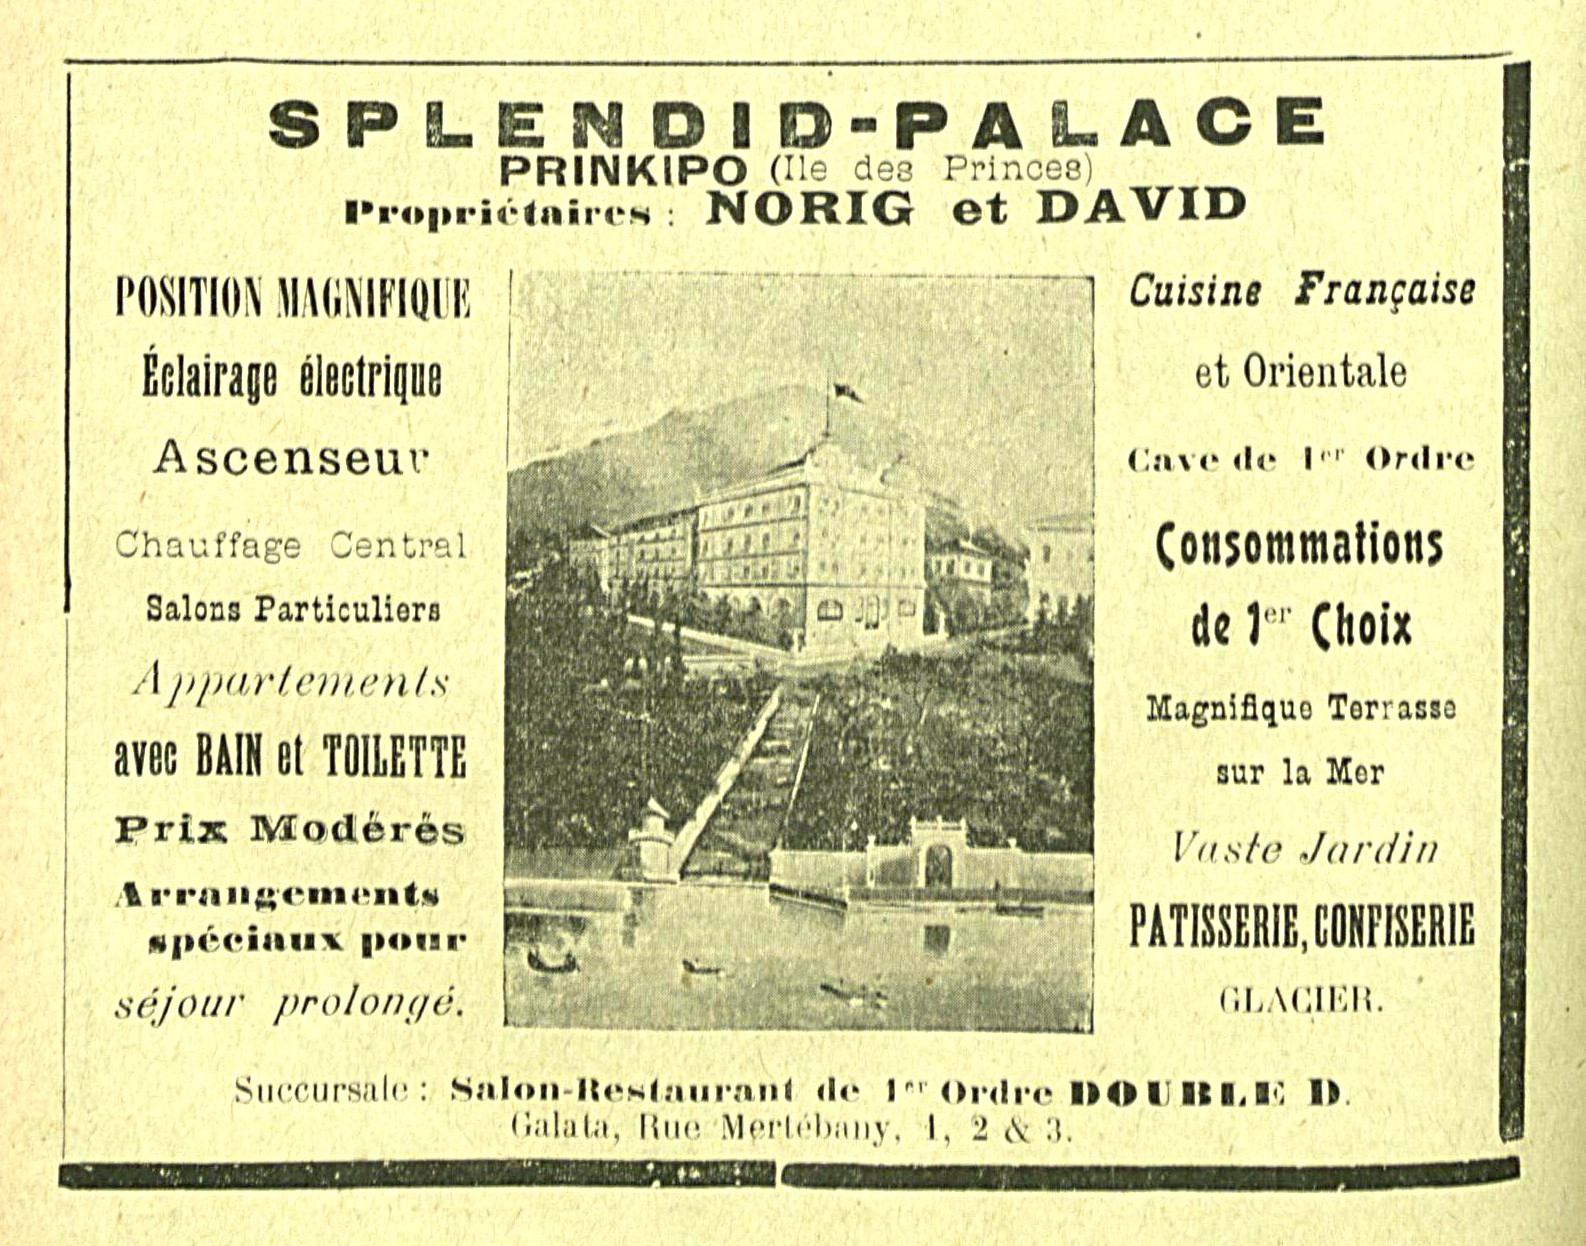 SPLENDID-PALACE
PRINKIPO (Ile des Princes)
Propriétaires : NORIG et DAVID
POSITION MAGNIFIQUE
Éclairage électrique
Ascenseur
Chauffage Central
Salons Particuliers
Appartements
avec BAIN et TOILETTE
Prix Modérés
Arrangements
spéciaux pour
séjour prolongé.
Cuisine Française
et Orientale
Cave de 1er Ordre
Consommations
de 1er Choix
Magnifique Terrasse
sur la Mer
Vaste Jardin
PATISSERIE, CONFISERIE
GLACIER.
Succursale : Salon-Restaurant de 1er Ordre DOUBLE D.
Galata, Rue Mertébany, 1, 2 & 3.